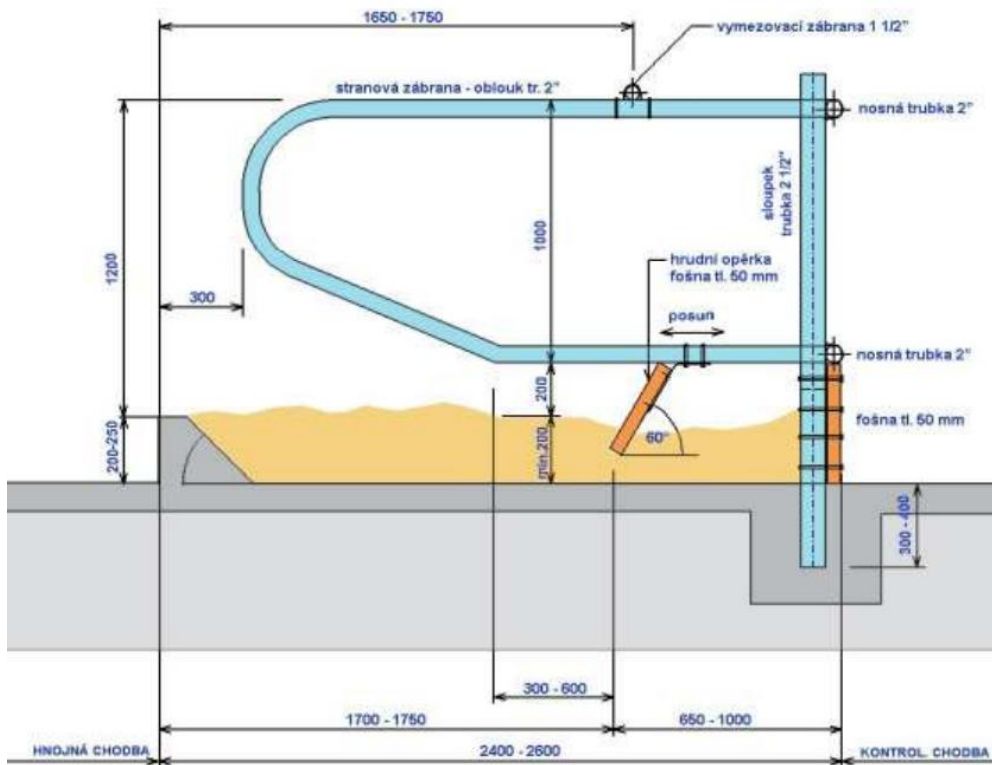 1650 - 1750
vymezovací zábrana 1 1/2"
stranová zábrana - oblouk tr. 2"
nosná trubka 2"
sloupek
trubka 2 1/2"
1200
1000
hrudní opěrka
fošna tl. 50 mm
300
posun
nosná trubka 2"
200
fošna tl. 50 mm
200-250
min.200
60°
300 - 400
300 - 600
1700 - 1750
650 - 1000
HNOJNÁ CHODBA
2400 - 2600
KONTROL. CHODBA